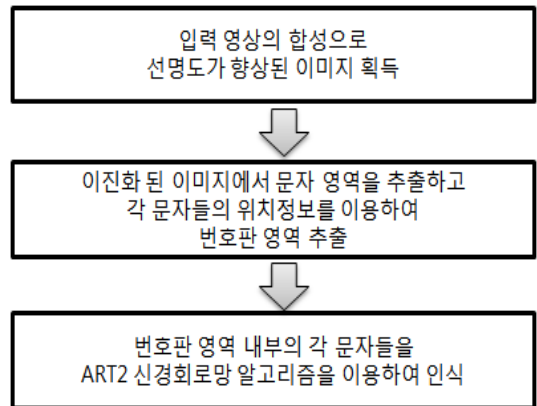 입력 영상의 합성으로
선명도가 향상된 이미지 획득
이진화 된 이미지에서 문자 영역을 추출하고
각 문자들의 위치정보를 이용하여
번호판 영역 추출
번호판 영역 내부의 각 문자들을
ART2 신경회로망 알고리즘을 이용하여 인식